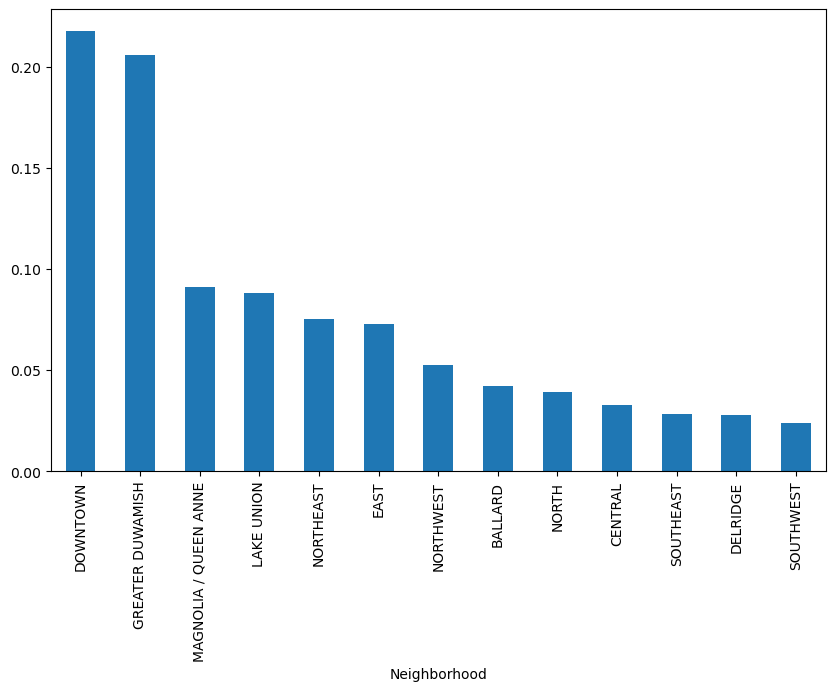 0.20
0.15
0.10
0.05
0.00
DOWNTOWN
GREATER DUWAMISH
MAGNOLIA / QUEEN ANNE
LAKE UNION
NORTHEAST
EAST
NORTHWEST
BALLARD
NORTH
CENTRAL
SOUTHEAST
DELRIDGE
SOUTHWEST
Neighborhood